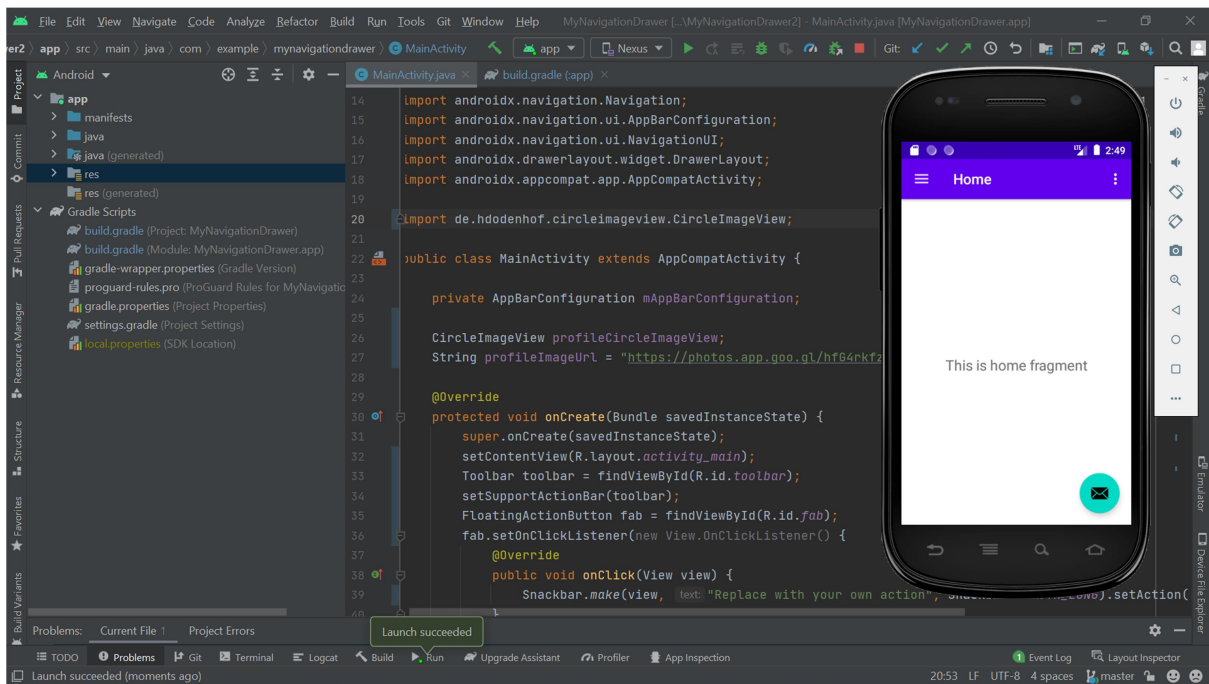 File Edit View Navigate Code Analyze Refactor Build Run Tools Git Window Help MyNavigationDrawer [...\MyNavigationDrawer2] - MainActivity.java [MyNavigationDrawer.app]
ver2 app src main java com example mynavigationdrawer MainActivity app Nexus Git:
Android
MainActivity.java build.gradle (:app)
Project
Commit
Pull Requests
Resource Manager
Structure
Favorites
Build Variants
app
manifests
java
java (generated)
res
res (generated)
Gradle Scripts
build.gradle (Project: MyNavigationDrawer)
build.gradle (Module: MyNavigationDrawer.app)
gradle-wrapper.properties (Gradle Version)
proguard-rules.pro (ProGuard Rules for MyNavigatio
gradle.properties (Project Properties)
settings.gradle (Project Settings)
local.properties (SDK Location)
14 import androidx.navigation.Navigation;
15 import androidx.navigation.ui.AppBarConfiguration;
16 import androidx.navigation.ui.NavigationUI;
17 import androidx.drawerlayout.widget.DrawerLayout;
18 import androidx.appcompat.app.AppCompatActivity;
19
20 import de.hdodenhof.circleimageview.CircleImageView;
21
22 public class MainActivity extends AppCompatActivity {
23
24 private AppBarConfiguration mAppBarConfiguration;
25
26 CircleImageView profileCircleImageView;
27 String profileImageUrl = "https://photos.app.goo.gl/hfG4rkfz
28
29 @Override
30 protected void onCreate(Bundle savedInstanceState) {
31 super.onCreate(savedInstanceState);
32 setContentView(R.layout.activity_main);
33 Toolbar toolbar = findViewById(R.id.toolbar);
34 setSupportActionBar(toolbar);
35 FloatingActionButton fab = findViewById(R.id.fab);
36 fab.setOnClickListener(new View.OnClickListener() {
37 @Override
38 public void onClick(View view) {
39 Snackbar.make(view, text: "Replace with your own action", .setAction(
40 }
LTE 2:49
Home
This is home fragment
Gradle
Emulator
Device File Explorer
Problems: Current File 1 Project Errors
Launch succeeded
TODO Problems Git Terminal Logcat Build Run Upgrade Assistant Profiler App Inspection 1 Event Log Layout Inspector
Launch succeeded (moments ago) 20:53 LF UTF-8 4 spaces master